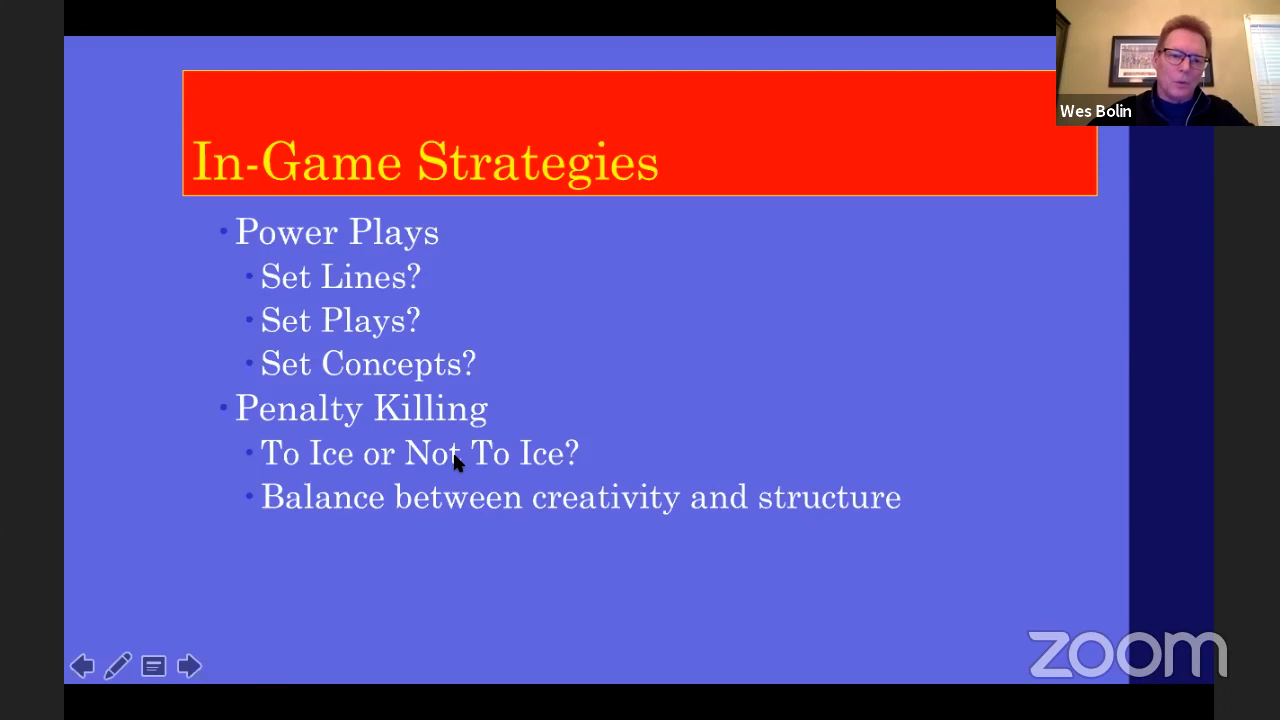 Wes Bolin
In-Game Strategies
• Power Plays
• Set Lines?
• Set Plays?
• Set Concepts?
• Penalty Killing
• To Ice or Not To Ice?
• Balance between creativity and structure
zoom